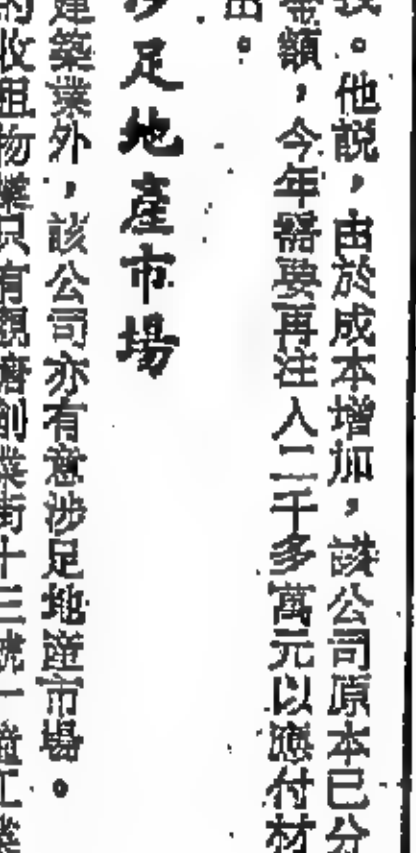 。他說，由於成本增加，該公司原本已分
額，今年需要再注入二千多萬元以應付材
出。
涉足地產市場
建築業外，該公司亦有意涉足地產市場。
收租物業只有觀塘創業街十三號一幢工業